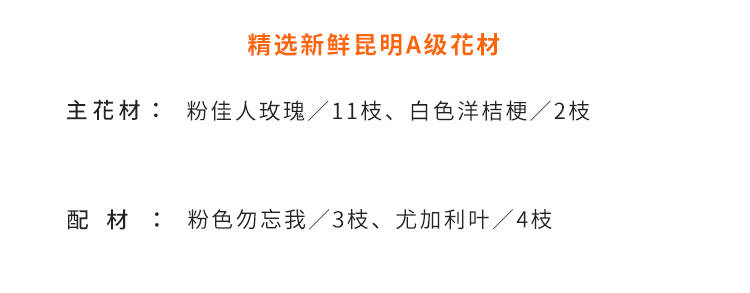 精选新鲜昆明A级花材
主花材： 粉佳人玫瑰／11枝、白色洋桔梗／2枝
配材： 粉色勿忘我／3枝、尤加利叶／4枝